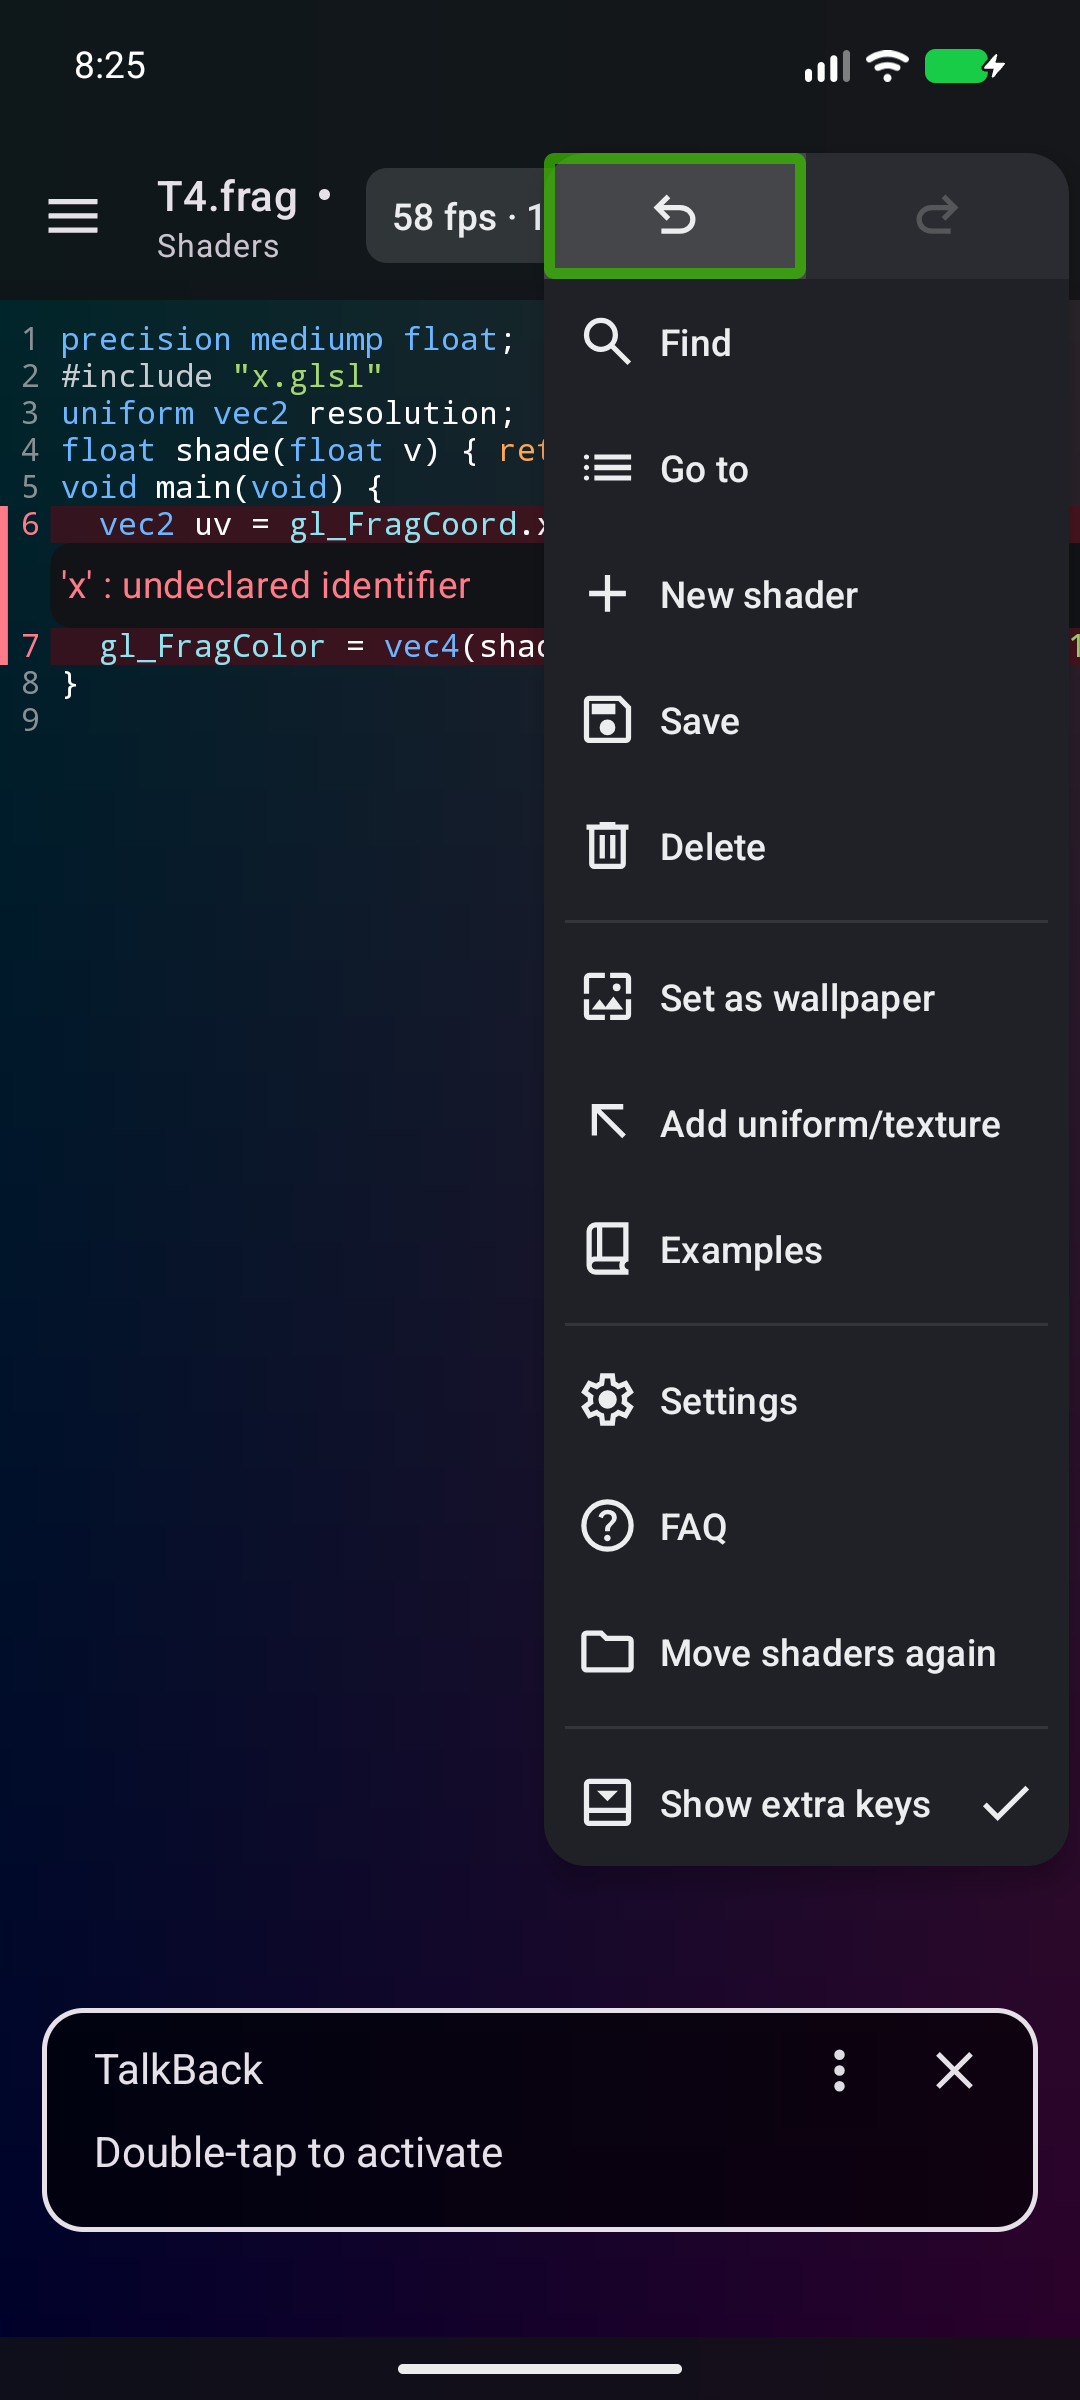 8:25
T4.frag •
Shaders
58 fps · 1
1 precision mediump float;
2 #include "x.glsl"
3 uniform vec2 resolution;
4 float shade(float v) { ret
5 void main(void) {
6 vec2 uv = gl_FragCoord.x
'x' : undeclared identifier
7 gl_FragColor = vec4(shad
1
8 }
9
Find
Go to
New shader
Save
Delete
Set as wallpaper
Add uniform/texture
Examples
Settings
FAQ
Move shaders again
Show extra keys
TalkBack
Double-tap to activate